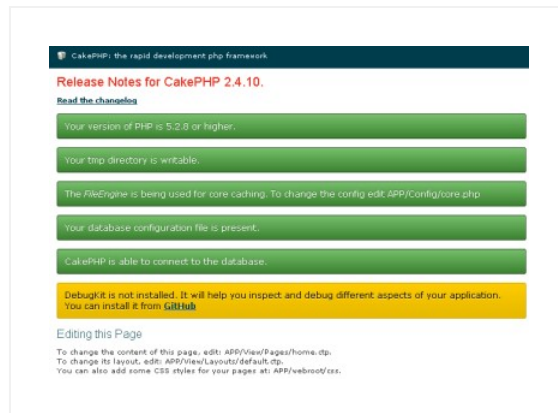 CakePHP: the rapid development php framework
Release Notes for CakePHP 2.4.10.
Read the changelog
Your version of PHP is 5.2.8 or higher.
Your tmp directory is writable.
The FileEngine is being used for core caching. To change the config edit APP/Config/core.php
Your database configuration file is present.
CakePHP is able to connect to the database.
DebugKit is not installed. It will help you inspect and debug different aspects of your application.
You can install it from GitHub
Editing this Page
To change the content of this page, edit: APP/View/Pages/home.ctp.
To change its layout, edit: APP/View/Layouts/default.ctp.
You can also add some CSS styles for your pages at: APP/webroot/css.